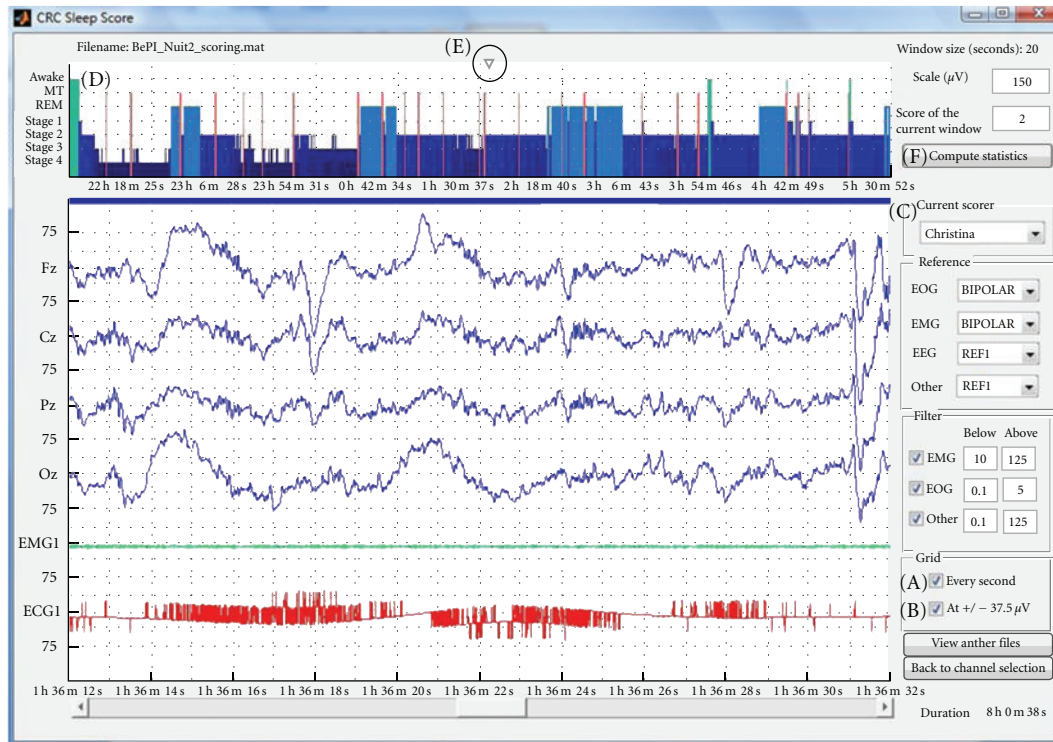 CRC Sleep Score
Filename: BePI_Nuit2_scoring.mat
(E)
Window size (seconds): 20
(D)
Awake
MT
REM
Stage 1
Stage 2
Stage 3
Stage 4
Scale (μV)
150
Score of the
current window
2
(F) Compute statistics
22 h 18 m 25 s 23 h 6 m 28 s 23 h 54 m 31 s 0 h 42 m 34 s 1 h 30 m 37 s 2 h 18 m 40 s 3 h 6 m 43 s 3 h 54 m 46 s 4 h 42 m 49 s 5 h 30 m 52 s
(C) Current scorer
Christina
75
Fz
75
Cz
75
Pz
75
Oz
75
EMG1
75
ECG1
75
Reference
EOG BIPOLAR
EMG BIPOLAR
EEG REF1
Other REF1
Filter
Below Above
EMG 10 125
EOG 0.1 5
Other 0.1 125
Grid
(A) Every second
(B) At +/ − 37.5 μV
View anther files
Back to channel selection
1 h 36 m 12 s 1 h 36 m 14 s 1 h 36 m 16 s 1 h 36 m 18 s 1 h 36 m 20 s 1 h 36 m 22 s 1 h 36 m 24 s 1 h 36 m 26 s 1 h 36 m 28 s 1 h 36 m 30 s 1 h 36 m 32 s
Duration 8 h 0 m 38 s